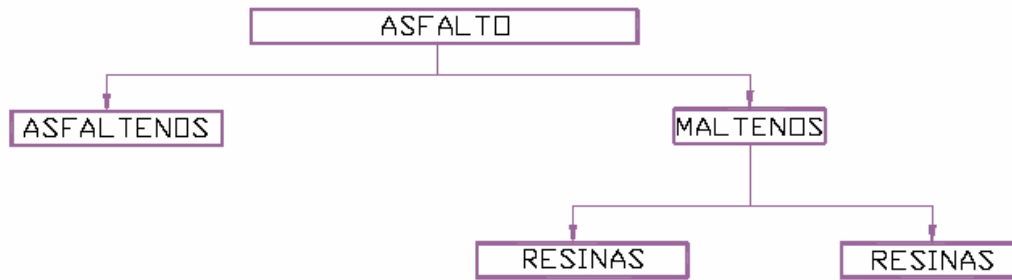 ASFALTO
ASFALTENOS
MALTENOS
RESINAS
RESINAS